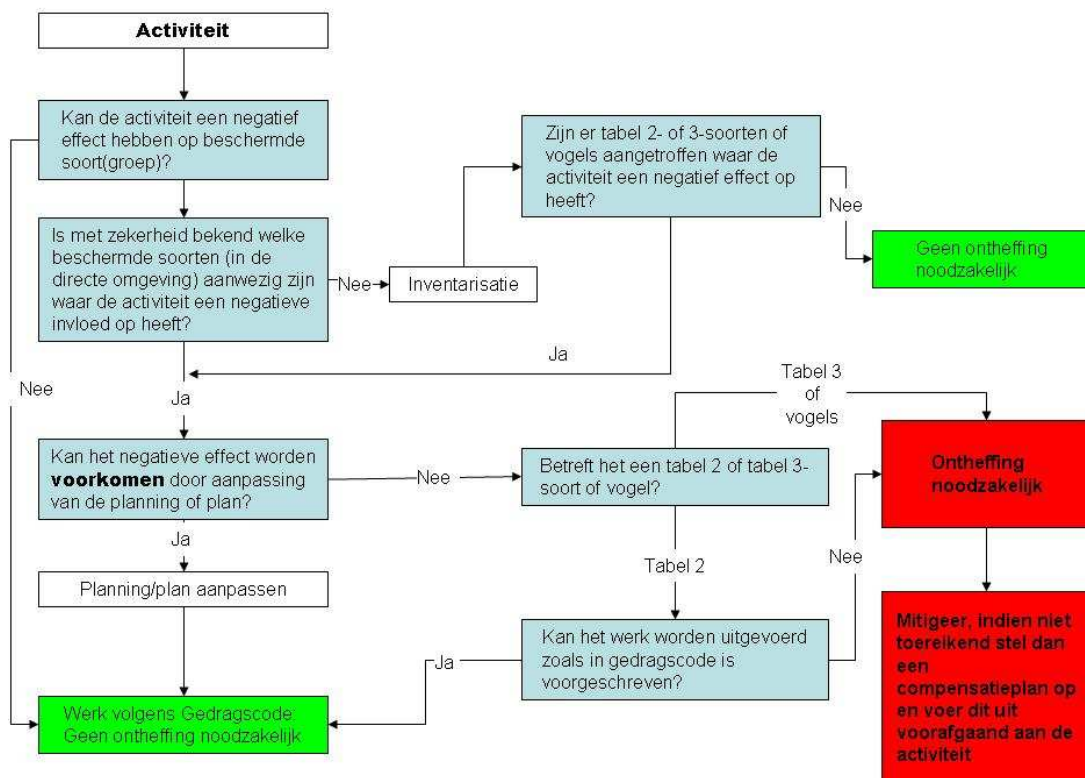 Activiteit
Kan de activiteit een negatief
effect hebben op beschermde
soort(groep)?
Zijn er tabel 2- of 3-soorten of
vogels aangetroffen waar de
activiteit een negatief effect op
heeft?
Nee
Geen ontheffing
noodzakelijk
Is met zekerheid bekend welke
beschermde soorten (in de
directe omgeving) aanwezig zijn
waar de activiteit een negatieve
invloed op heeft?
Nee
Inventarisatie
Ja
Nee
Ja
Tabel 3
of
vogels
Kan het negatieve effect worden
voorkomen door aanpassing
van de planning of plan?
Nee
Betreft het een tabel 2 of tabel 3-
soort of vogel?
Ontheffing
noodzakelijk
Ja
Tabel 2
Nee
Planning/plan aanpassen
Kan het werk worden uitgevoerd
zoals in gedragscode is
voorgeschreven?
Ja
Mitigeer, indien niet
toereikend stel dan
een
compensatieplan op
en voer dit uit
voorafgaand aan de
activiteit
Werk volgens Gedragscode:
Geen ontheffing noodzakelijk